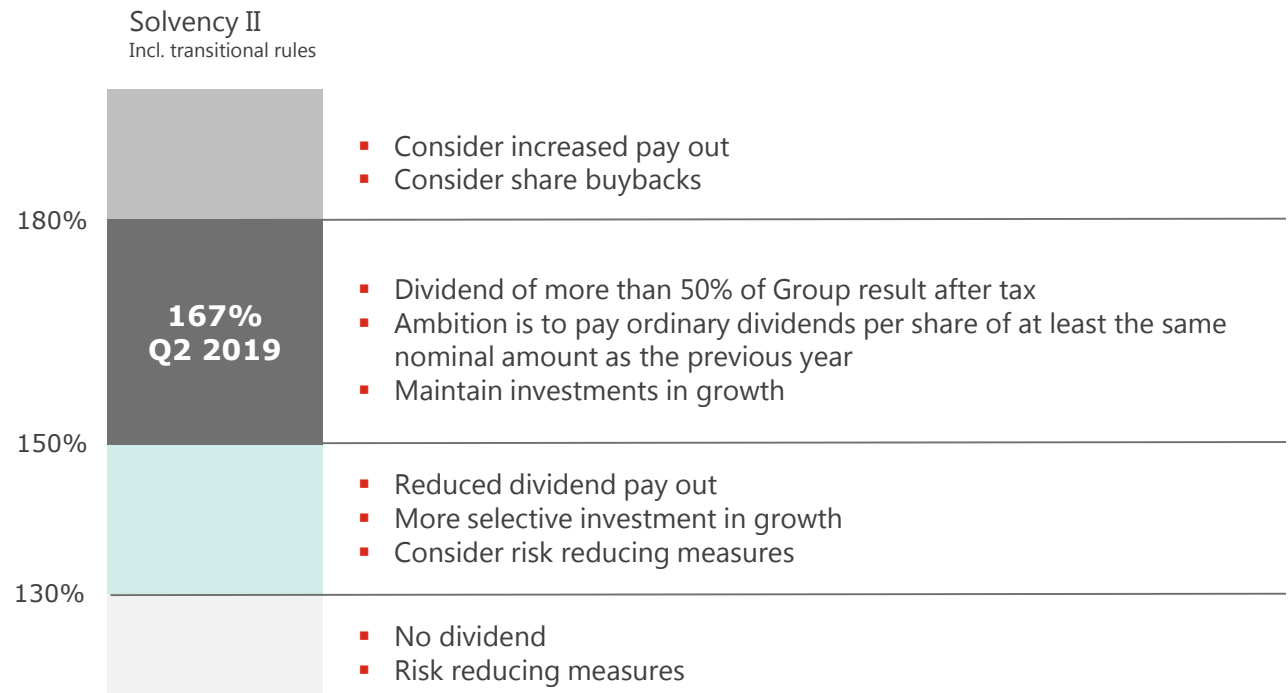 Solvency II
Incl. transitional rules
▪ Consider increased pay out
▪ Consider share buybacks
180%
▪ Dividend of more than 50% of Group result after tax
▪ Ambition is to pay ordinary dividends per share of at least the same
nominal amount as the previous year
▪ Maintain investments in growth
167%
Q2 2019
150%
▪ Reduced dividend pay out
▪ More selective investment in growth
▪ Consider risk reducing measures
130%
▪ No dividend
▪ Risk reducing measures